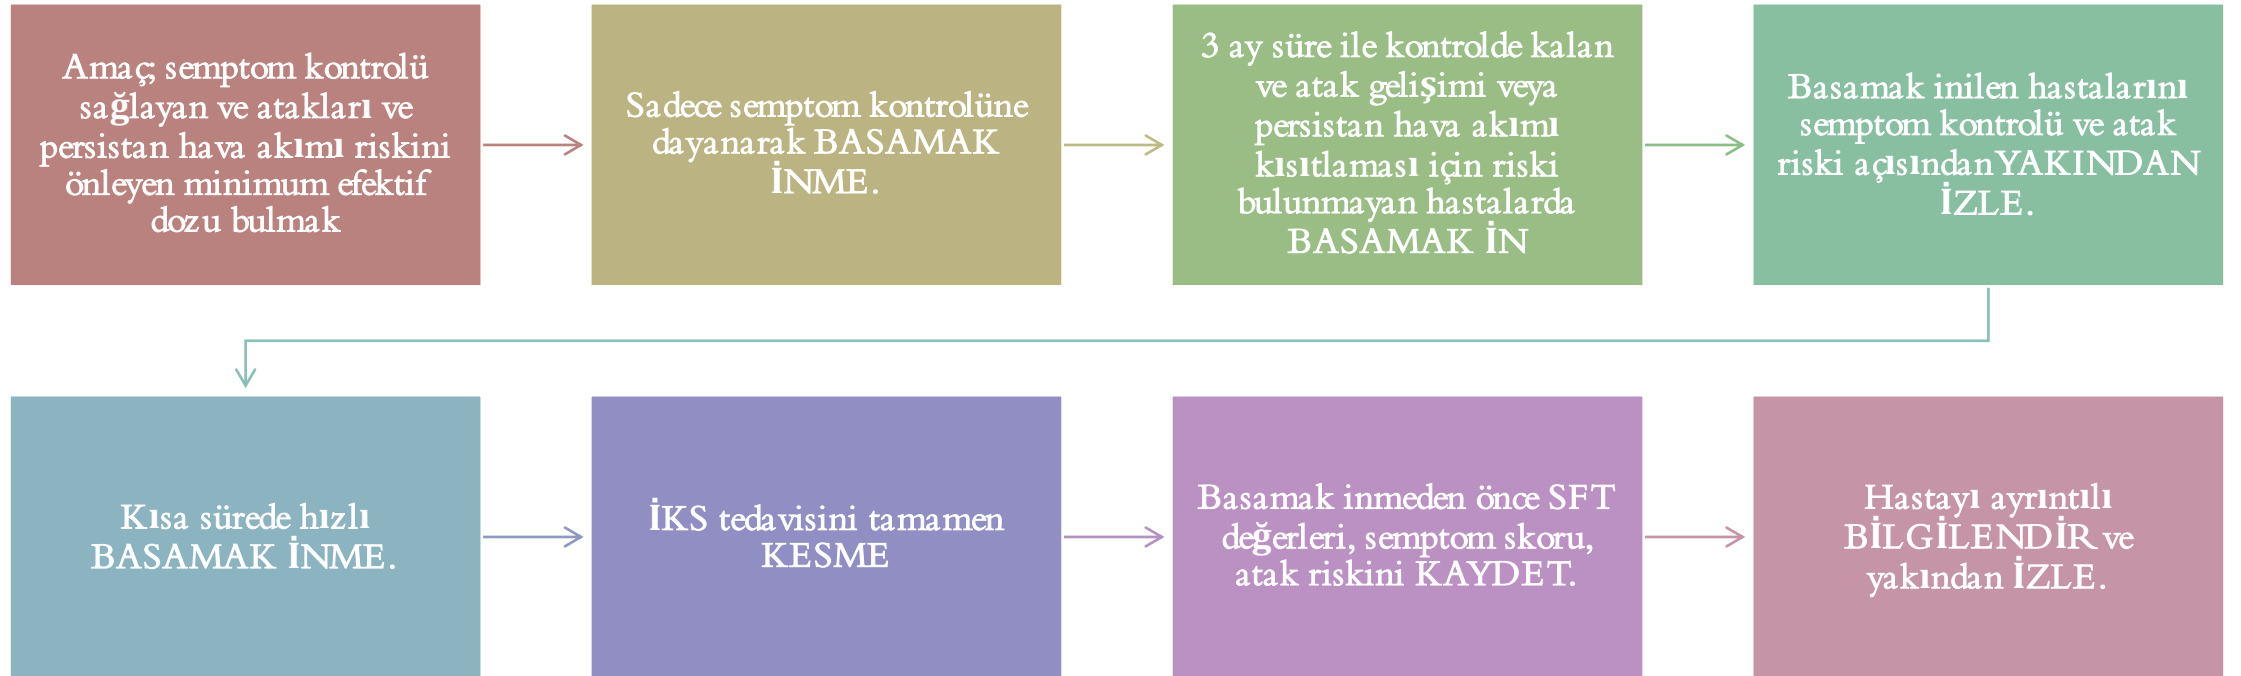 Amaç; semptom kontrolü
sağlayan ve atakları ve
persistan hava akımı riskini
önleyen minimum efektif
dozu bulmak
Sadece semptom kontrolüne
dayanarak BASAMAK
İNME.
3 ay süre ile kontrolde kalan
ve atak gelişimi veya
persistan hava akımı
kısıtlaması için riski
bulunmayan hastalarda
BASAMAK İN
Basamak inilen hastalarını
semptom kontrolü ve atak
riski açısından YAKINDAN
İZLE.
Kısa sürede hızlı
BASAMAK İNME.
İKS tedavisini tamamen
KESME
Basamak inmeden önce SFT
değerleri, semptom skoru,
atak riskini KAYDET.
Hastayı ayrıntılı
BİLGİLENDİR ve
yakından İZLE.